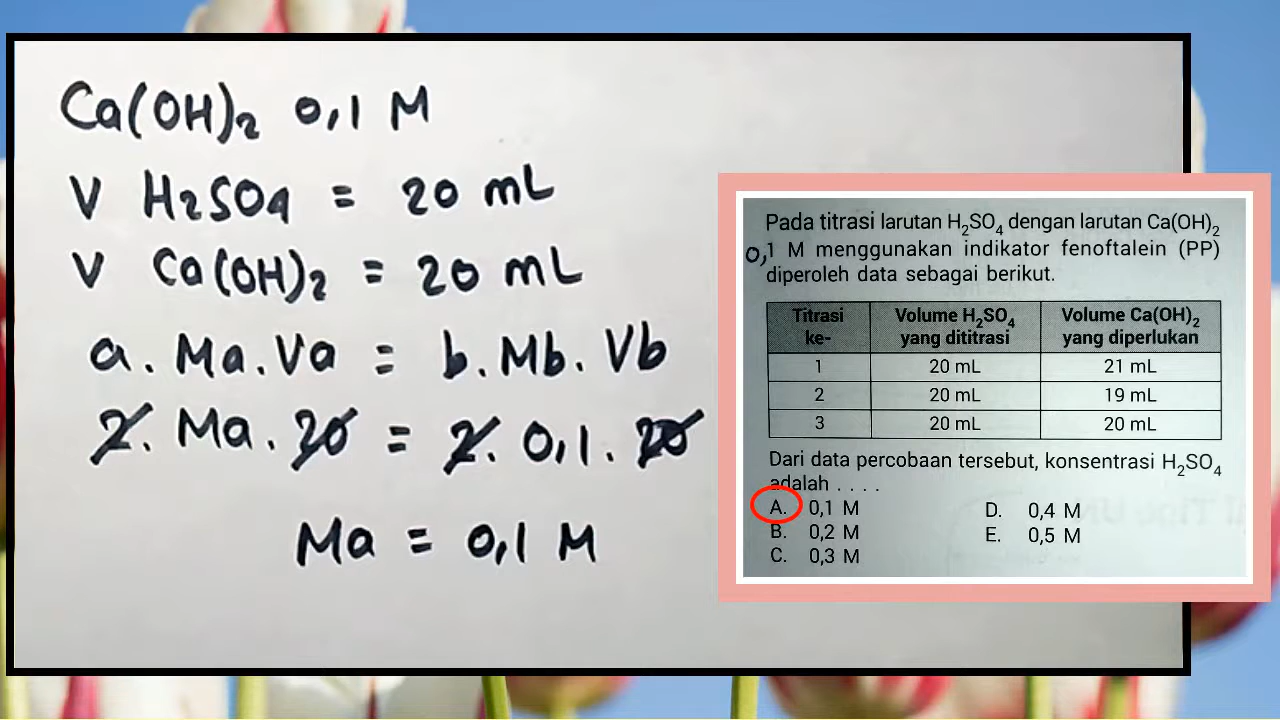 Ca(OH)₂ 0,1 M
V H₂SO₄ = 20 mL
V Ca(OH)₂ = 20 mL
a. Ma. Va = b. Mb. Vb
2. Ma. 20 = 2. 0,1. 20
Ma = 0,1 M
Pada titrasi larutan H₂SO₄ dengan larutan Ca(OH)₂
0,1 M menggunakan indikator fenoftalein (PP)
diperoleh data sebagai berikut.
Titrasi ke- Volume H₂SO₄ yang dititrasi Volume Ca(OH)₂ yang diperlukan
1 20 mL 21 mL
2 20 mL 19 mL
3 20 mL 20 mL
Dari data percobaan tersebut, konsentrasi H₂SO₄
adalah . . . .
A. 0,1 M D. 0,4 M
B. 0,2 M E. 0,5 M
C. 0,3 M